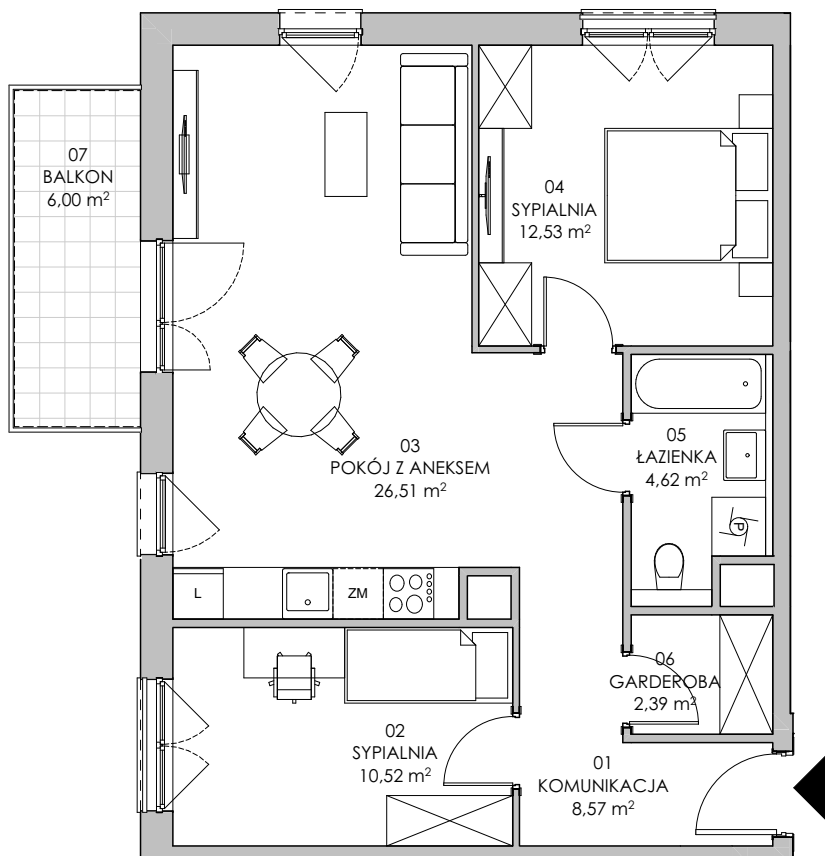 07
BALKON
6,00 m²
04
SYPIALNIA
12,53 m²
03
POKÓJ Z ANEKSEM
26,51 m²
05
ŁAZIENKA
4,62 m²
P
L
ZM
06
GARDEROBA
2,39 m²
02
SYPIALNIA
10,52 m²
01
KOMUNIKACJA
8,57 m²